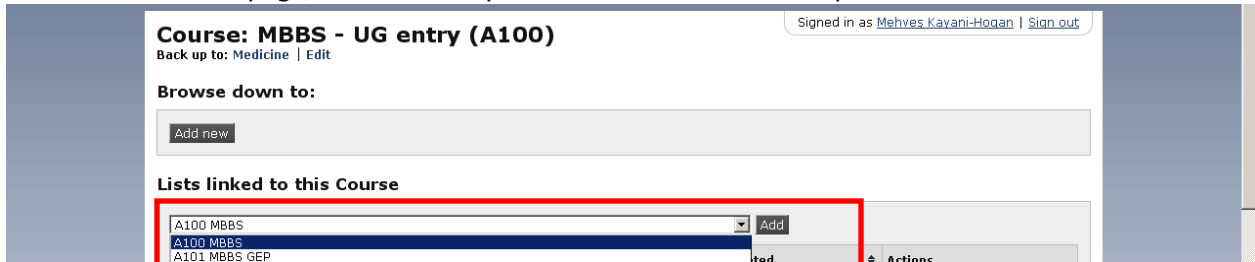 Signed in as Mehves Kayani-Hogan | Sign out
Course: MBBS - UG entry (A100)
Back up to: Medicine | Edit
Browse down to:
Add new
Lists linked to this Course
A100 MBBS Add
A100 MBBS
A101 MBBS GEP
Actions